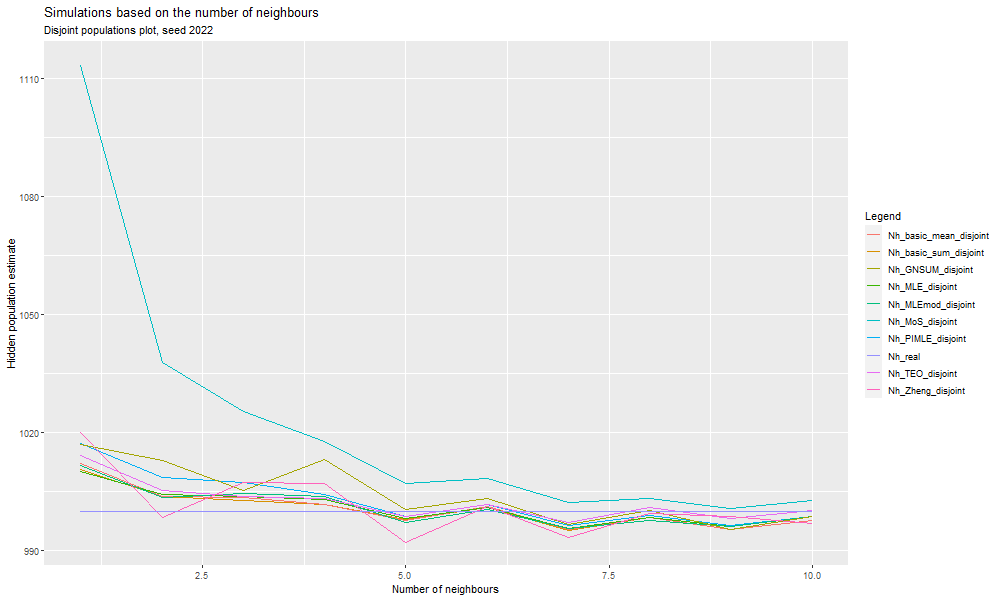 Simulations based on the number of neighbours
Disjoint populations plot, seed 2022
Hidden population estimate
1110
1080
1050
1020
990
2.5
5.0
7.5
10.0
Number of neighbours
Legend
Nh_basic_mean_disjoint
Nh_basic_sum_disjoint
Nh_GNSUM_disjoint
Nh_MLE_disjoint
Nh_MLEmod_disjoint
Nh_MoS_disjoint
Nh_PIMLE_disjoint
Nh_real
Nh_TEO_disjoint
Nh_Zheng_disjoint